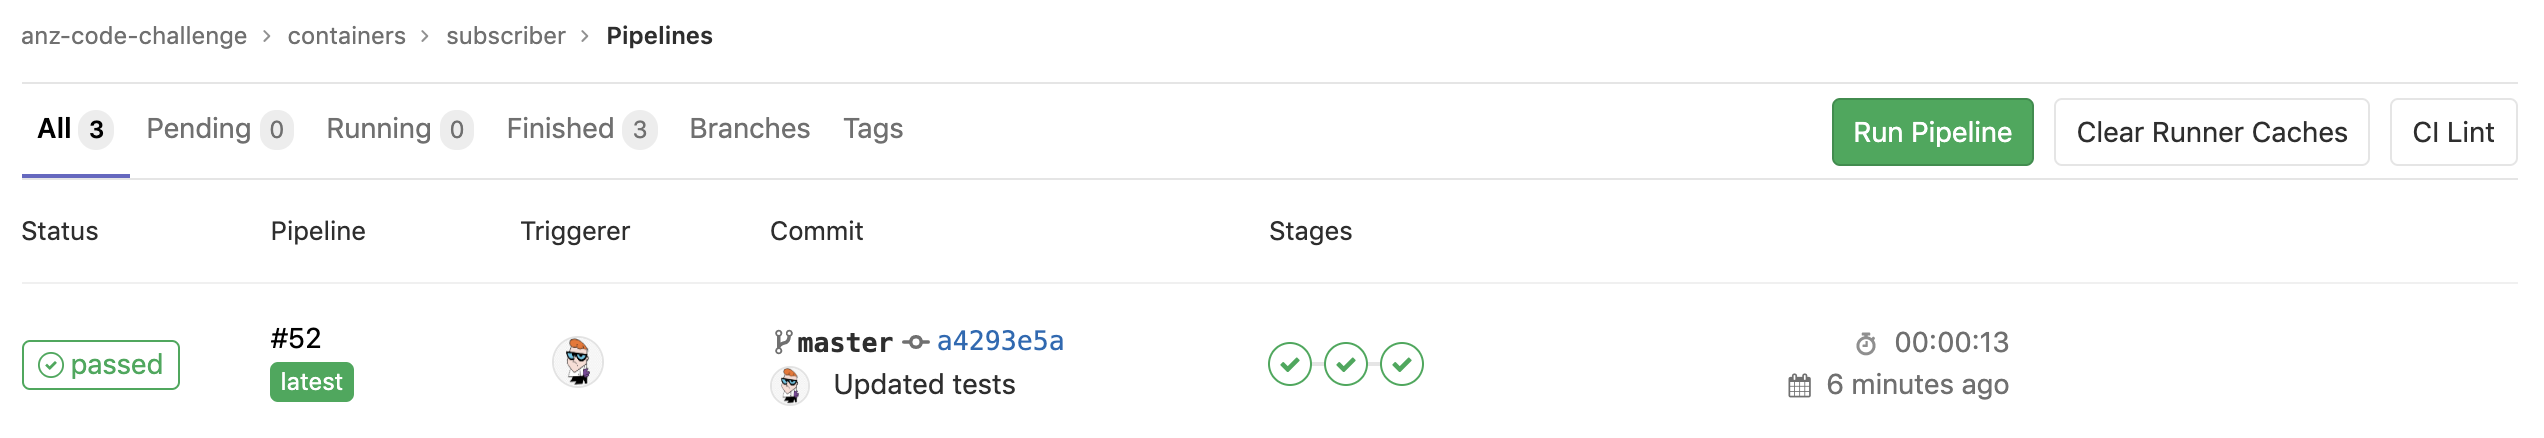 anz-code-challenge > containers > subscriber > Pipelines
All 3 Pending 0 Running 0 Finished 3 Branches Tags Run Pipeline Clear Runner Caches CI Lint
Status Pipeline Triggerer Commit Stages
passed #52 master a4293e5a 00:00:13
latest Updated tests 6 minutes ago